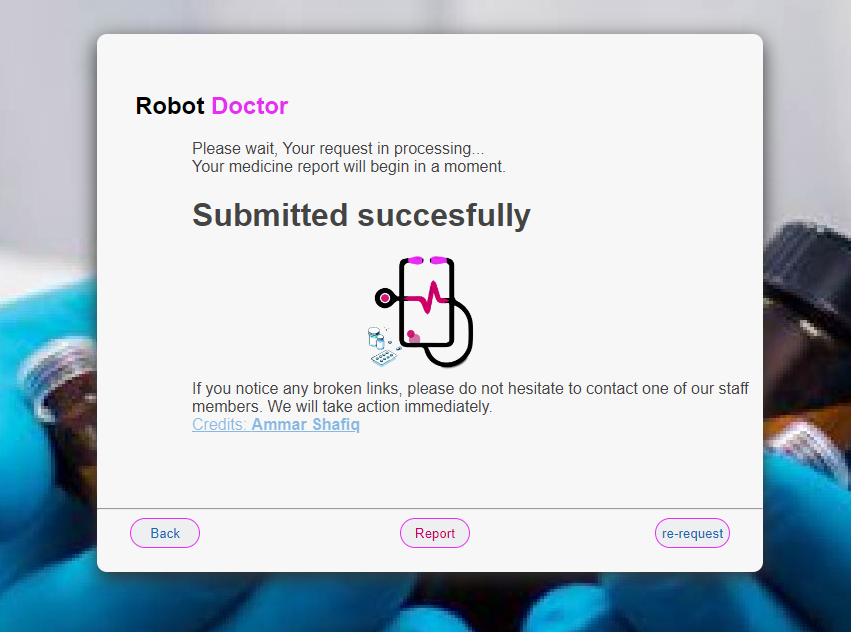 Robot Doctor
Please wait, Your request in processing...
Your medicine report will begin in a moment.
Submitted succesfully
If you notice any broken links, please do not hesitate to contact one of our staff
members. We will take action immediately.
Credits: Ammar Shafiq
Back
Report
re-request